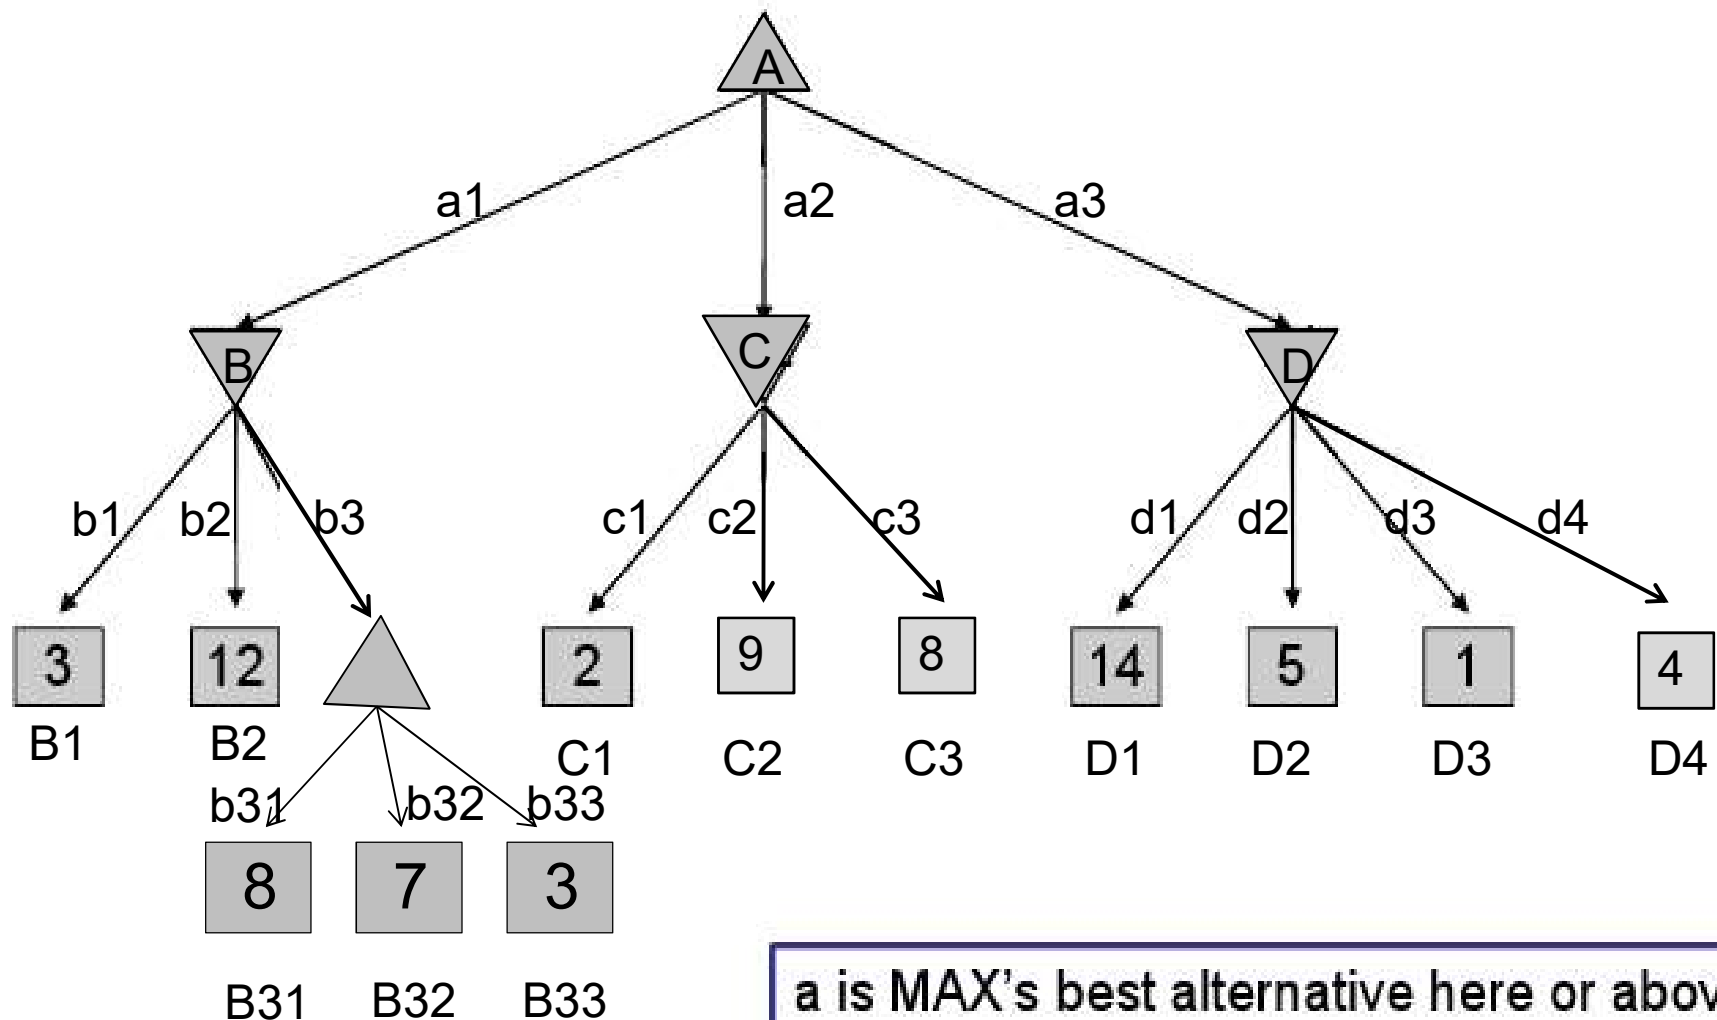 A
a1 a2 a3
B C D
b1 b2 b3 c1 c2 c3 d1 d2 d3 d4
3 12 2 9 8 14 5 1 4
B1 B2 C1 C2 C3 D1 D2 D3 D4
b31 b32 b33
8 7 3
B31 B32 B33
a is MAX's best alternative here or abov